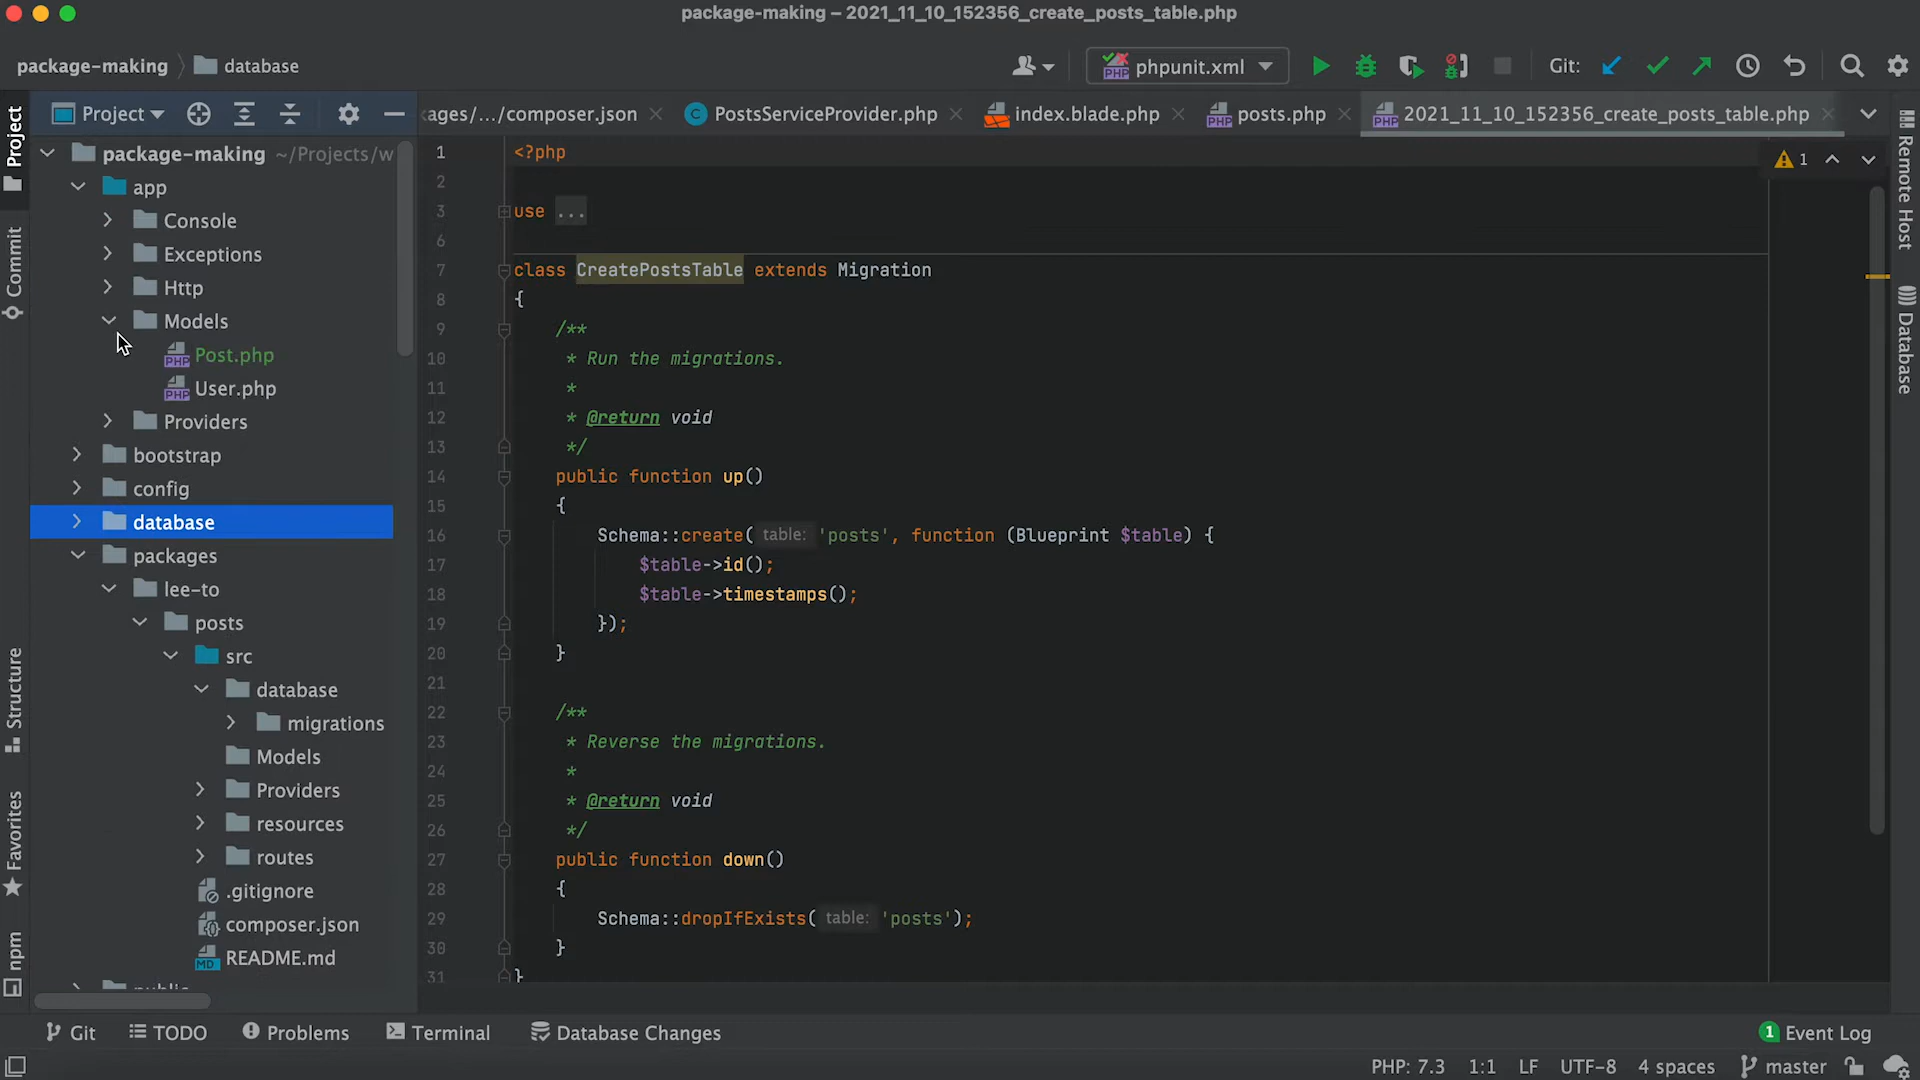 package-making – 2021_11_10_152356_create_posts_table.php
package-making
database
phpunit.xml
Git:
Project
kages/.../composer.json
PostsServiceProvider.php
index.blade.php
posts.php
2021_11_10_152356_create_posts_table.php
Project
Commit
Structure
Favorites
npm
package-making ~/Projects/w
app
Console
Exceptions
Http
Models
Post.php
User.php
Providers
bootstrap
config
database
packages
lee-to
posts
src
database
migrations
Models
Providers
resources
routes
.gitignore
composer.json
README.md
1 <?php
2
3 use ...
6
7 class CreatePostsTable extends Migration
8 {
9 /**
10 * Run the migrations.
11 *
12 * @return void
13 */
14 public function up()
15 {
16 Schema::create( table: 'posts', function (Blueprint $table) {
17 $table->id();
18 $table->timestamps();
19 });
20 }
21
22 /**
23 * Reverse the migrations.
24 *
25 * @return void
26 */
27 public function down()
28 {
29 Schema::dropIfExists( table: 'posts');
30 }
31 }
1
Remote Host
Database
Git
TODO
Problems
Terminal
Database Changes
1 Event Log
PHP: 7.3
1:1
LF
UTF-8
4 spaces
master